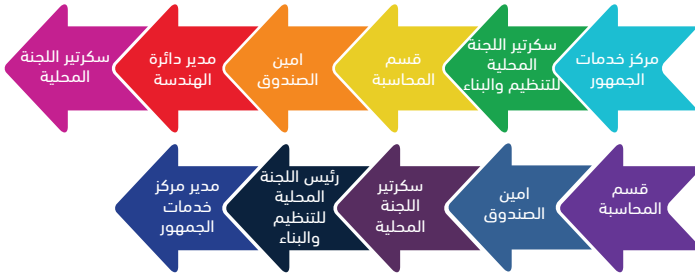 مركز خدمات
الجمهور
سكرتير اللجنة
المحلية
للتنظيم والبناء
قسم
المحاسبة
امين
الصندوق
مدير دائرة
الهندسة
سكرتير اللجنة
المحلية
قسم
المحاسبة
امين
الصندوق
سكرتير
اللجنة
المحلية
رئيس اللجنة
المحلية
للتنظيم
والبناء
مدير مركز
خدمات
الجمهور